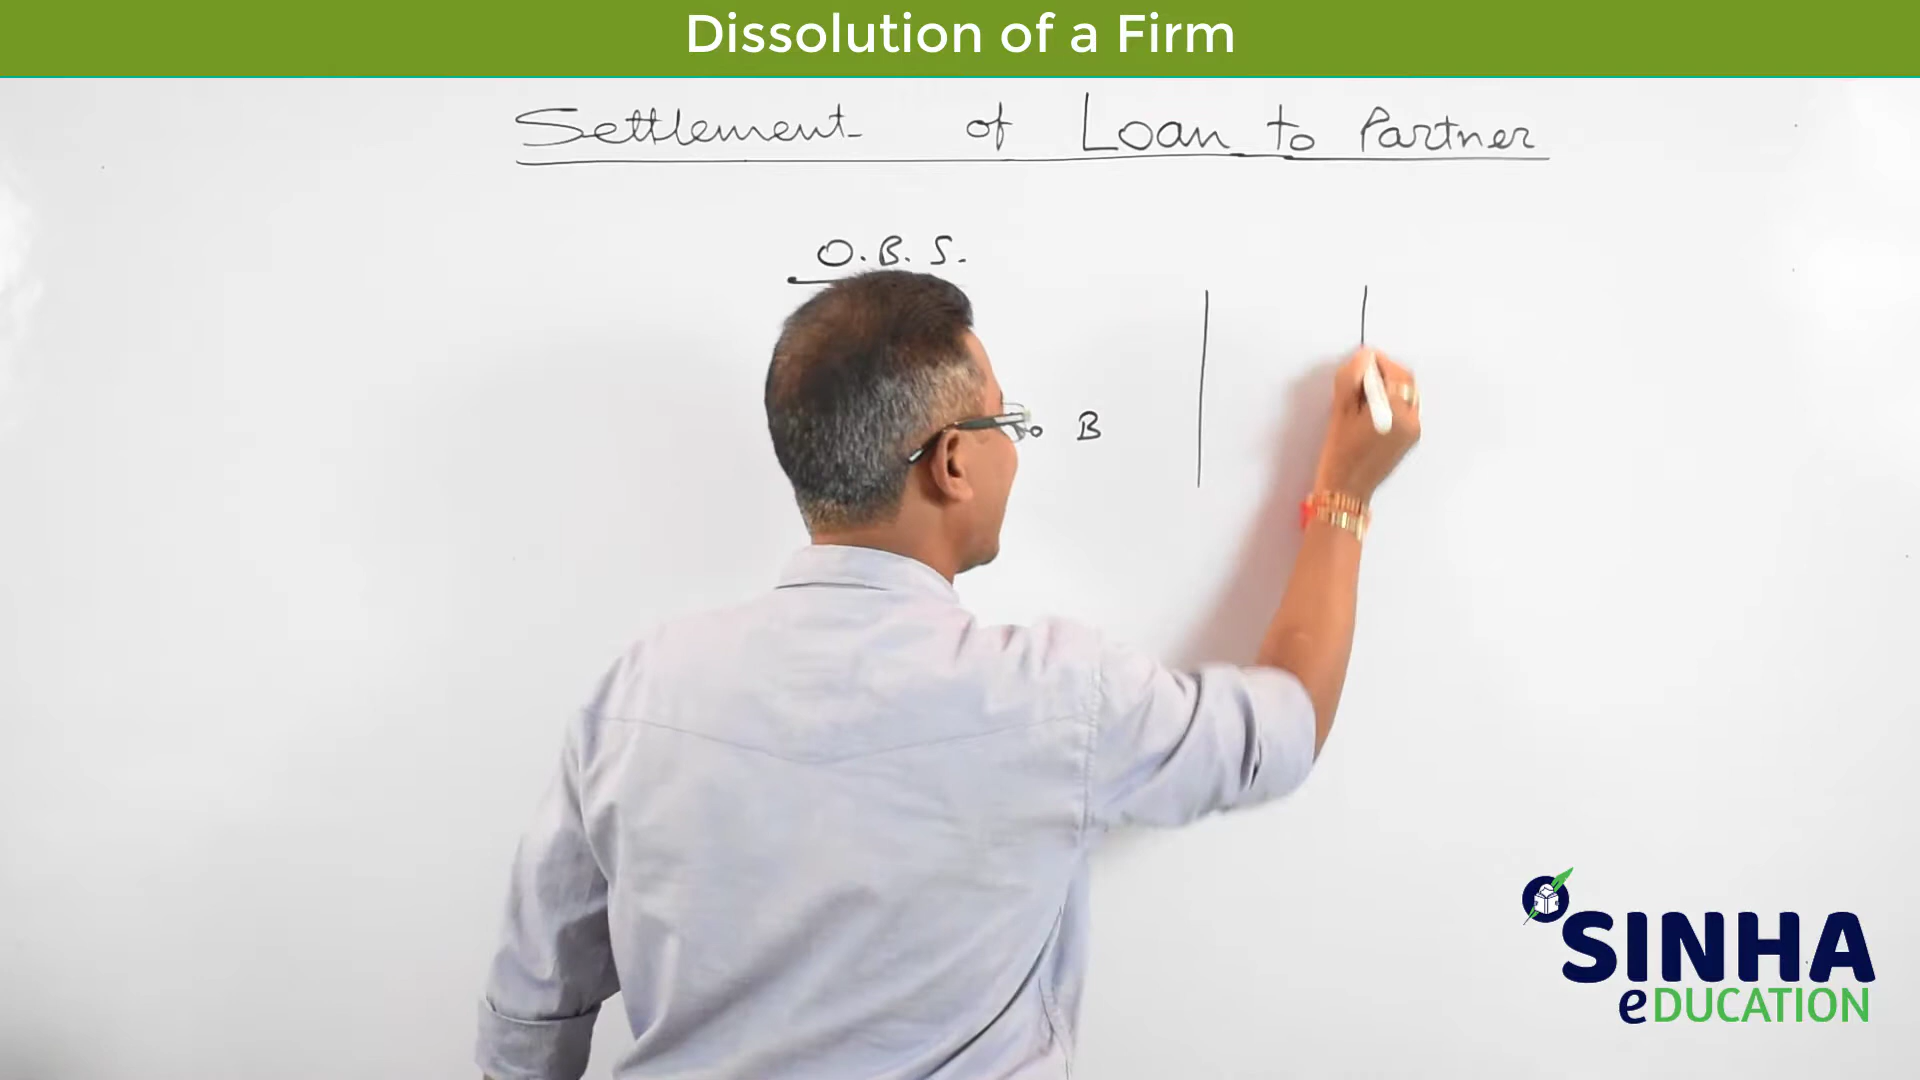 Dissolution of a Firm
Settlement of Loan to Partner
O. B. S.
B
SINHA
eDUCATION